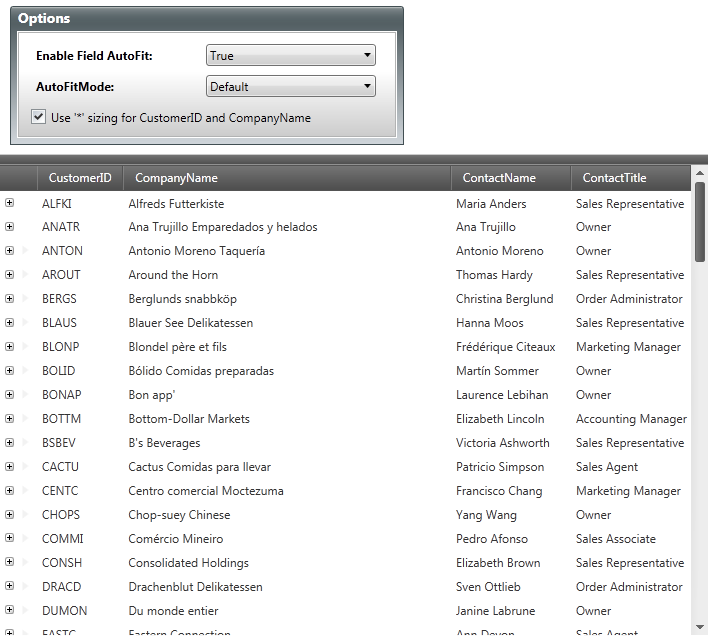 Options
Enable Field AutoFit: True
AutoFitMode: Default
Use '*' sizing for CustomerID and CompanyName
CustomerID CompanyName ContactName ContactTitle
ALFKI Alfreds Futterkiste Maria Anders Sales Representative
ANATR Ana Trujillo Emparedados y helados Ana Trujillo Owner
ANTON Antonio Moreno Taquería Antonio Moreno Owner
AROUT Around the Horn Thomas Hardy Sales Representative
BERGS Berglunds snabbköp Christina Berglund Order Administrator
BLAUS Blauer See Delikatessen Hanna Moos Sales Representative
BLONP Blondel père et fils Frédérique Citeaux Marketing Manager
BOLID Bólido Comidas preparadas Martín Sommer Owner
BONAP Bon app' Laurence Lebihan Owner
BOTTM Bottom-Dollar Markets Elizabeth Lincoln Accounting Manager
BSBEV B's Beverages Victoria Ashworth Sales Representative
CACTU Cactus Comidas para llevar Patricio Simpson Sales Agent
CENTC Centro comercial Moctezuma Francisco Chang Marketing Manager
CHOPS Chop-suey Chinese Yang Wang Owner
COMMI Comércio Mineiro Pedro Afonso Sales Associate
CONSH Consolidated Holdings Elizabeth Brown Sales Representative
DRACD Drachenblut Delikatessen Sven Ottlieb Order Administrator
DUMON Du monde entier Janine Labrune Owner
EASTC Eastern Connection Ann Devon Sales Agent